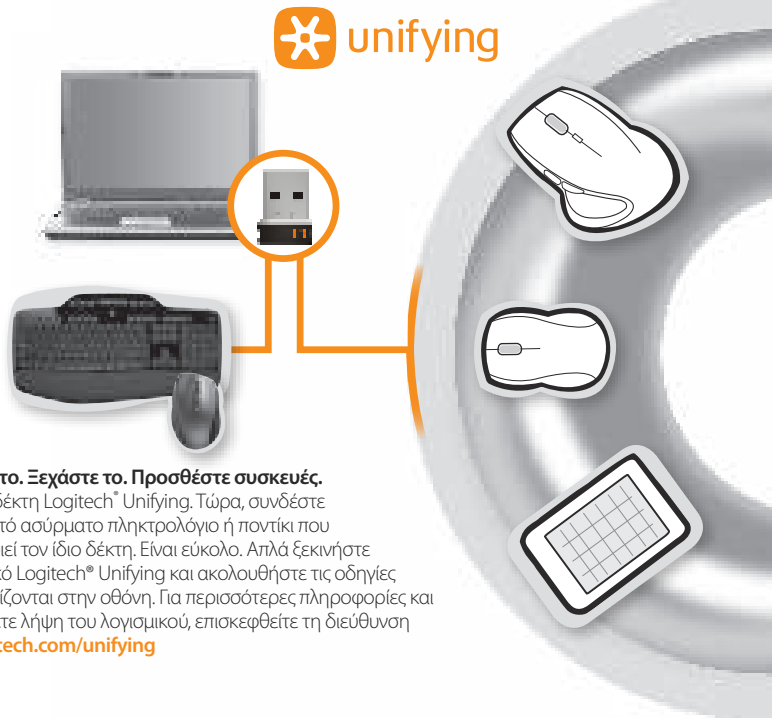 unifying
το. Ξεχάστε το. Προσθέστε συσκευές.
έκτη Logitech® Unifying. Τώρα, συνδέστε
τό ασύρματο πληκτρολόγιο ή ποντίκι που
ιεί τον ίδιο δέκτη. Είναι εύκολο. Απλά ξεκινήστε
κό Logitech® Unifying και ακολουθήστε τις οδηγίες
ίζονται στην οθόνη. Για περισσότερες πληροφορίες και
τε λήψη του λογισμικού, επισκεφθείτε τη διεύθυνση
tech.com/unifying